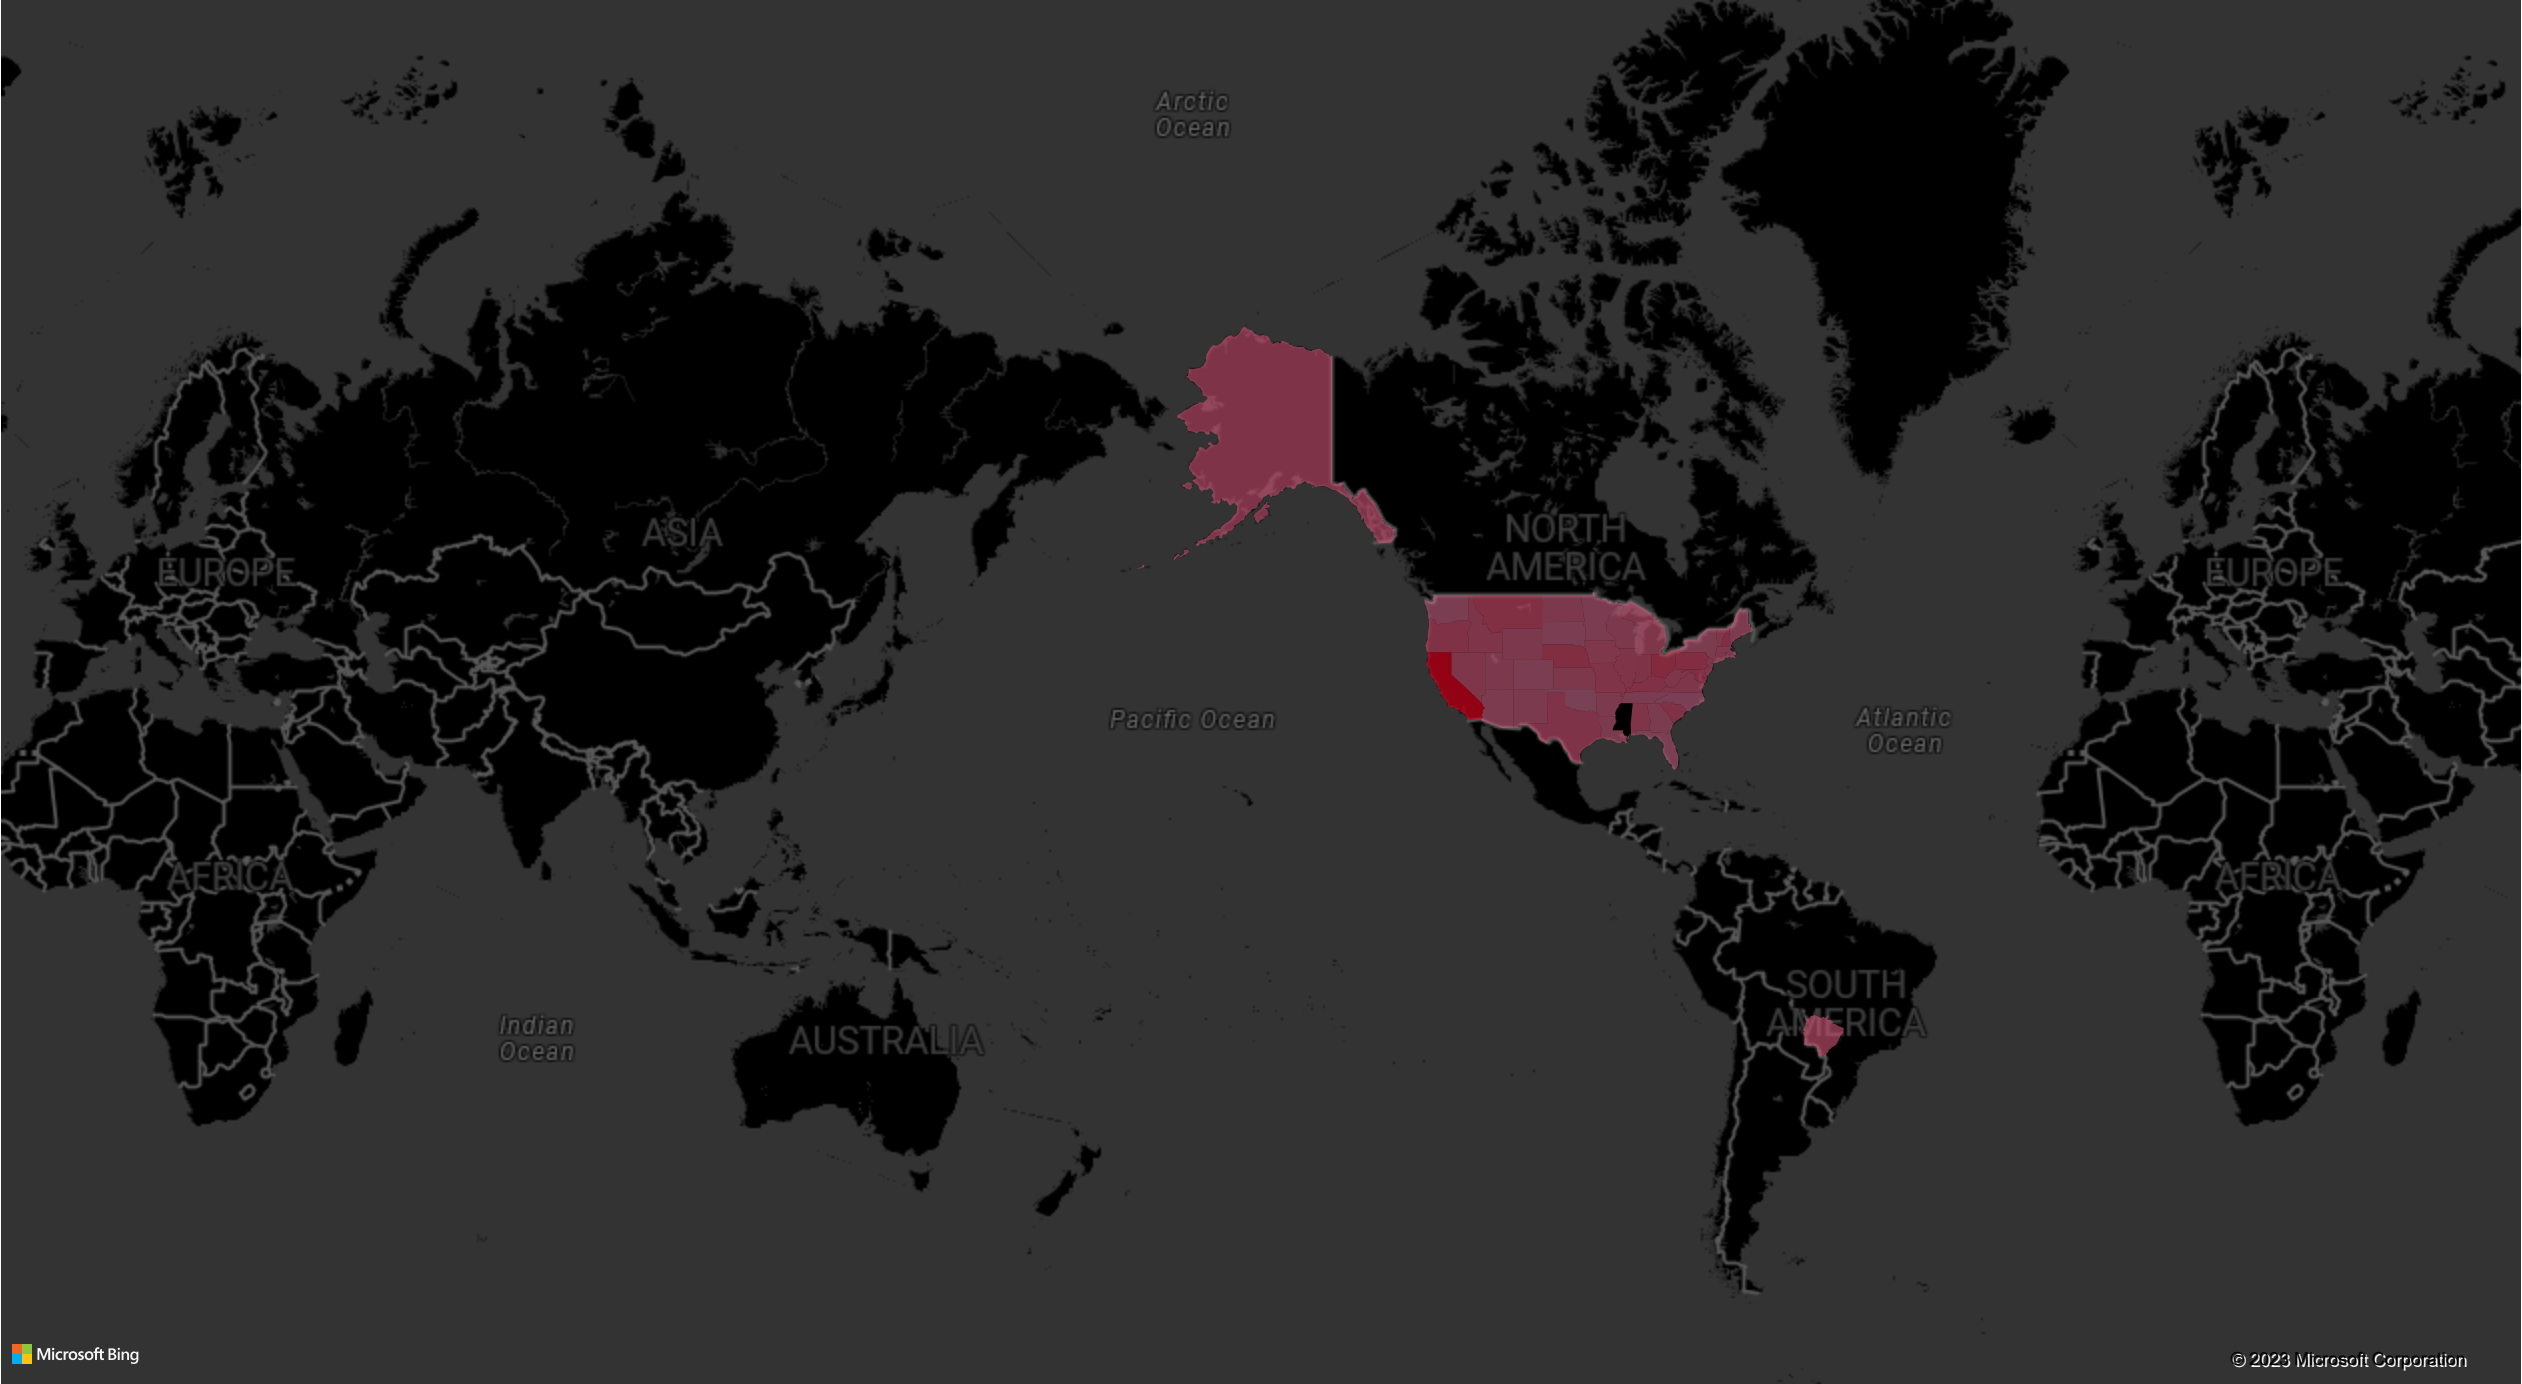 Arctic
Ocean
ASIA
EUROPE
NORTH
AMERICA
EUROPE
Pacific Ocean
Atlantic
Ocean
AFRICA
AFRICA
SOUTH
AMERICA
Indian
Ocean
AUSTRALIA
Microsoft Bing
© 2023 Microsoft Corporation